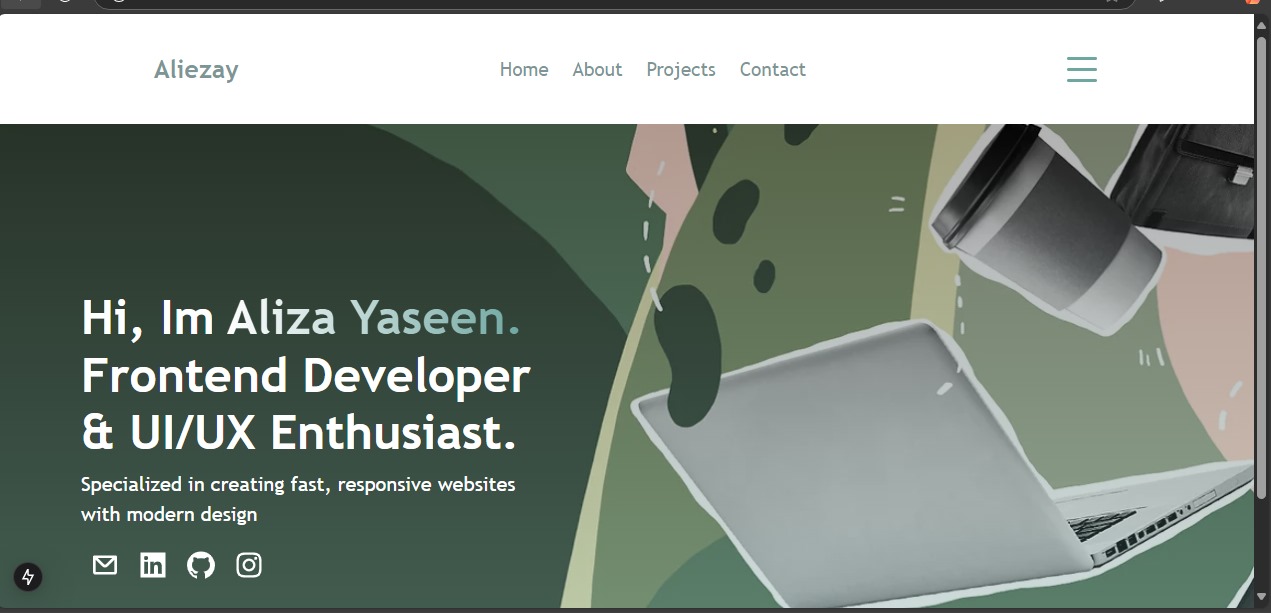 Aliezay
Home About Projects Contact
Hi, Im Aliza Yaseen.
Frontend Developer
& UI/UX Enthusiast.
Specialized in creating fast, responsive websites
with modern design
in